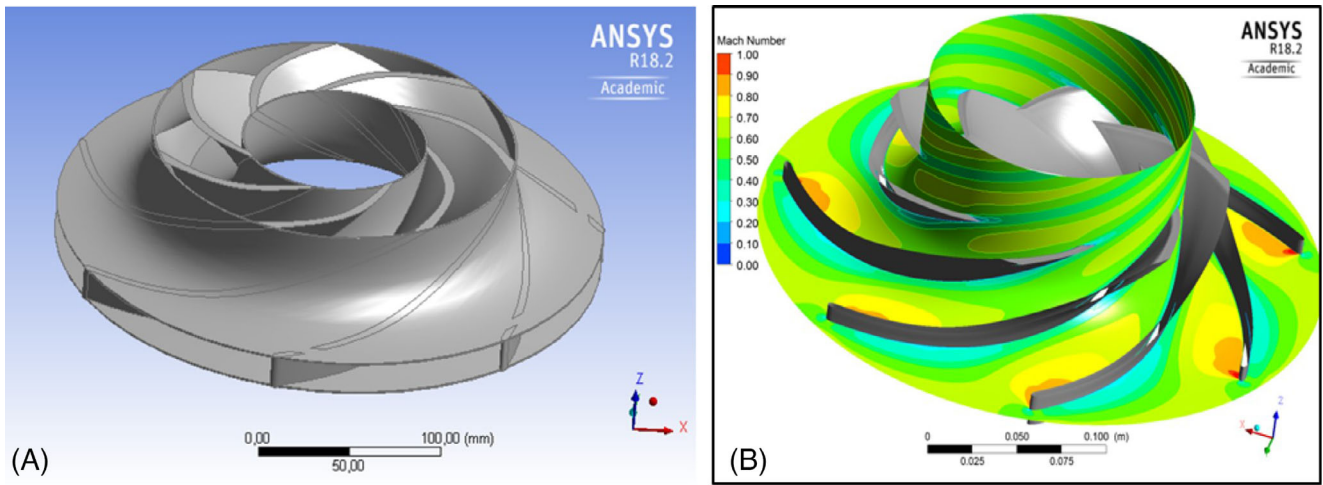 ANSYS
R18.2
Academic
Z
X
0,00
100,00 (mm)
50,00
(A)
Mach Number
1.00
0.90
0.80
0.70
0.60
0.50
0.40
0.30
0.20
0.10
0.00
ANSYS
R18.2
Academic
Z
X
Y
0
0.050
0.100 (m)
0.025
0.075
(B)